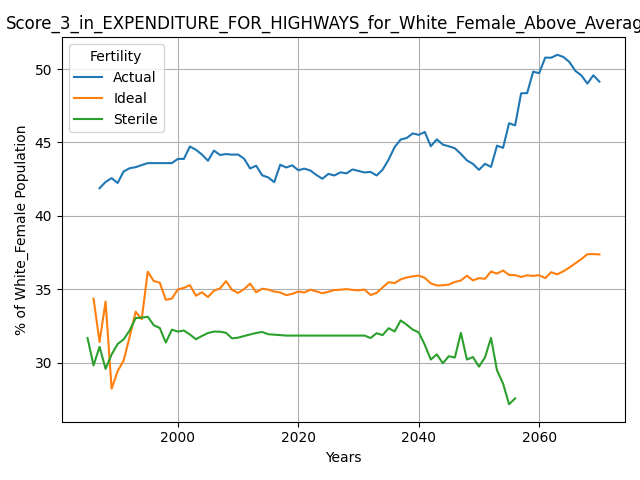 Score_3_in_EXPENDITURE_FOR_HIGHWAYS_for_White_Female_Above_Averag
Fertility
Actual
Ideal
Sterile
% of White_Female Population
50
45
40
35
30
2000
2020
2040
2060
Years